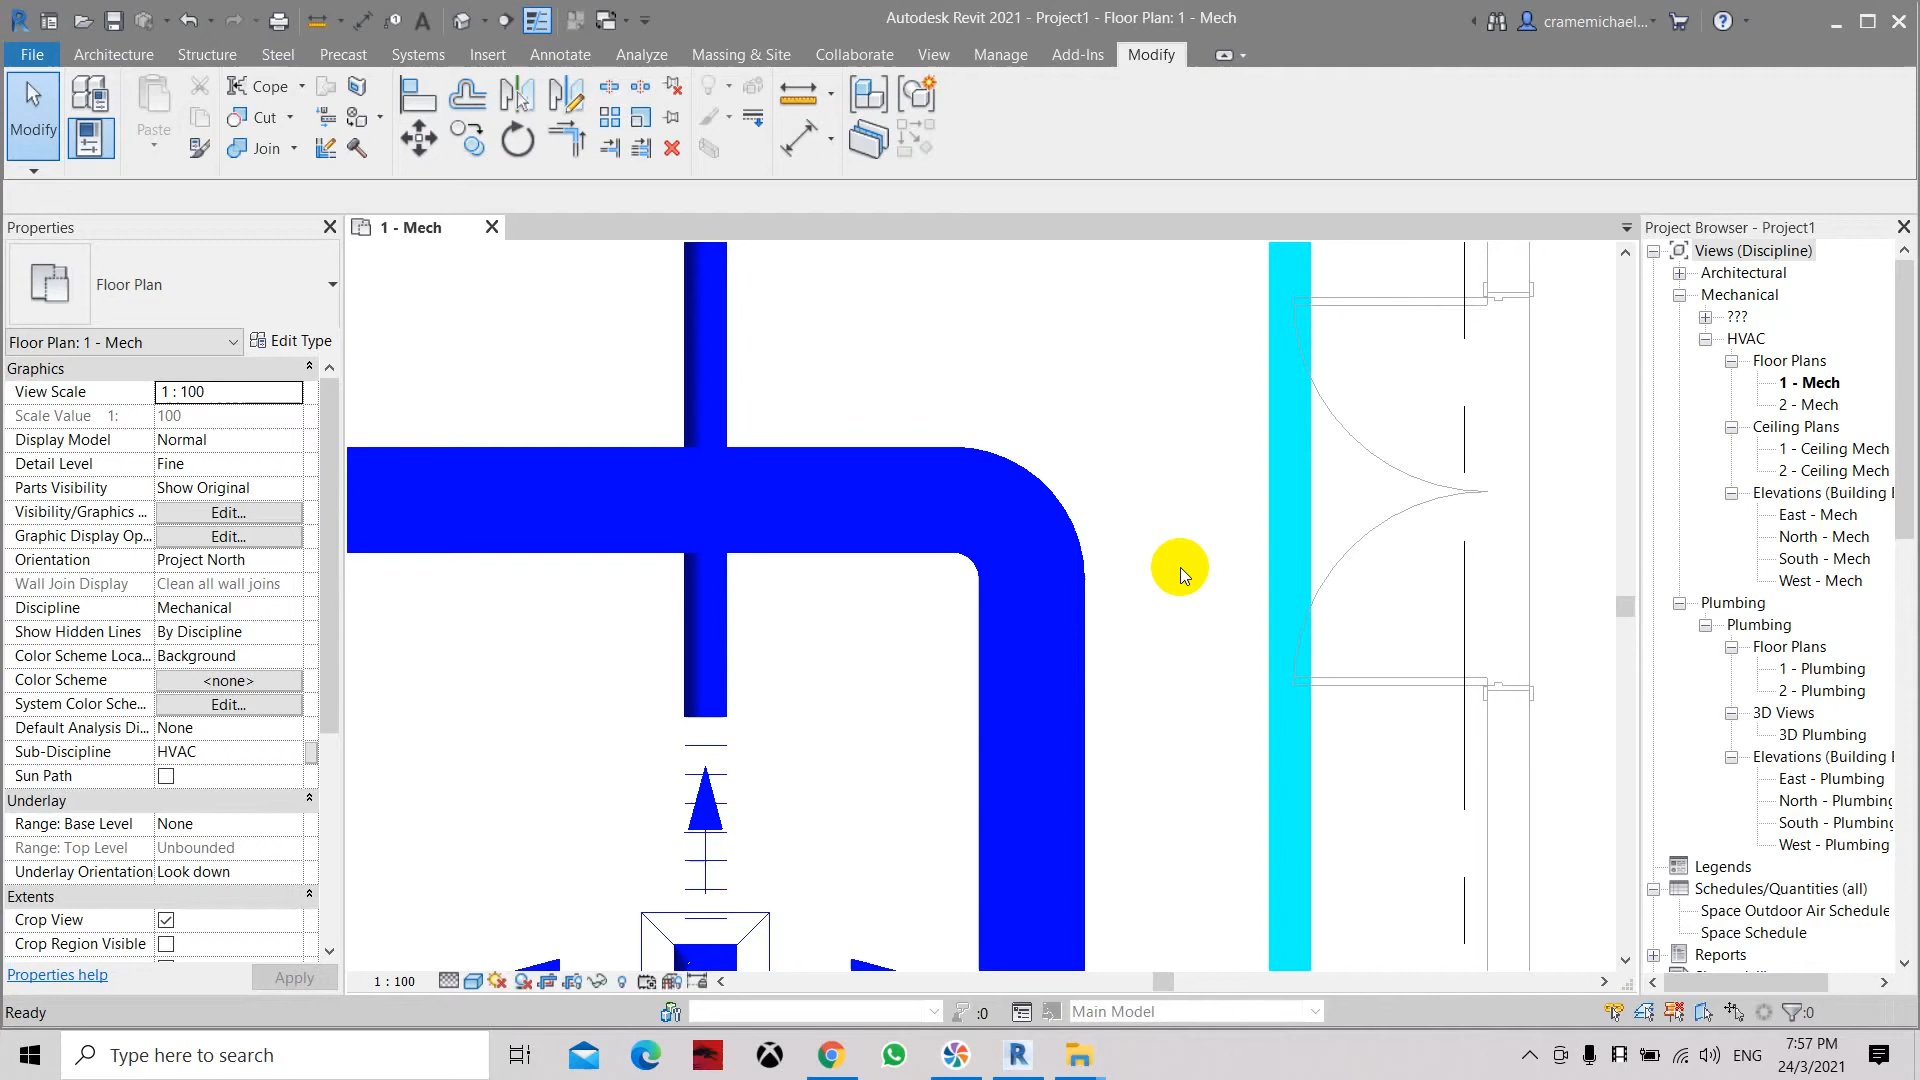 Autodesk Revit 2021 - Project1 - Floor Plan: 1 - Mech
cramemichael...
File Architecture Structure Steel Precast Systems Insert Annotate Analyze Massing & Site Collaborate View Manage Add-Ins Modify
Modify
Paste
Cope
Cut
Join
Properties
Floor Plan
Floor Plan: 1 - Mech
Edit Type
Graphics
View Scale 1 : 100
Scale Value 1: 100
Display Model Normal
Detail Level Fine
Parts Visibility Show Original
Visibility/Graphics ... Edit...
Graphic Display Op... Edit...
Orientation Project North
Wall Join Display Clean all wall joins
Discipline Mechanical
Show Hidden Lines By Discipline
Color Scheme Loca... Background
Color Scheme <none>
System Color Sche... Edit...
Default Analysis Di... None
Sub-Discipline HVAC
Sun Path
Underlay
Range: Base Level None
Range: Top Level Unbounded
Underlay Orientation Look down
Extents
Crop View
Crop Region Visible
Properties help
Apply
1 - Mech
1 : 100
Project Browser - Project1
Views (Discipline)
Architectural
Mechanical
???
HVAC
Floor Plans
1 - Mech
2 - Mech
Ceiling Plans
1 - Ceiling Mech
2 - Ceiling Mech
Elevations (Building E
East - Mech
North - Mech
South - Mech
West - Mech
Plumbing
Plumbing
Floor Plans
1 - Plumbing
2 - Plumbing
3D Views
3D Plumbing
Elevations (Building E
East - Plumbing
North - Plumbing
South - Plumbing
West - Plumbing
Legends
Schedules/Quantities (all)
Space Outdoor Air Schedule
Space Schedule
Reports
Ready
:0
Main Model
:0
Type here to search
ENG
7:57 PM
24/3/2021